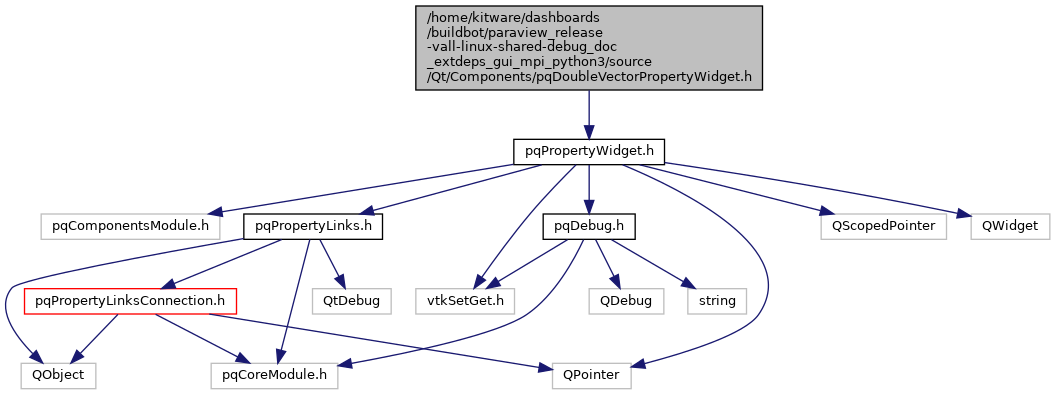 /home/kitware/dashboards
/buildbot/paraview_release
-vall-linux-shared-debug_doc
_extdeps_gui_mpi_python3/source
/Qt/Components/pqDoubleVectorPropertyWidget.h
pqPropertyWidget.h
pqComponentsModule.h
pqPropertyLinks.h
pqDebug.h
QScopedPointer
QWidget
pqPropertyLinksConnection.h
QtDebug
vtkSetGet.h
QDebug
string
QObject
pqCoreModule.h
QPointer